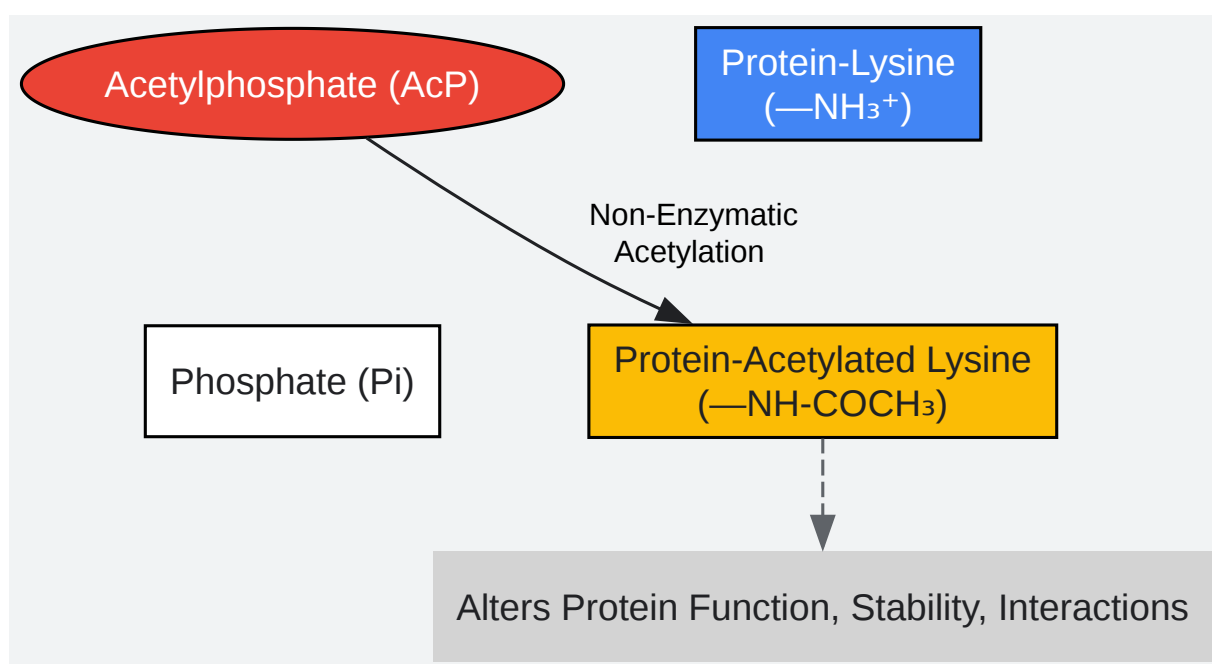 Acetylphosphate (AcP)
Protein-Lysine
(—NH₃⁺)
Non-Enzymatic
Acetylation
Phosphate (Pi)
Protein-Acetylated Lysine
(—NH-COCH₃)
Alters Protein Function, Stability, Interactions